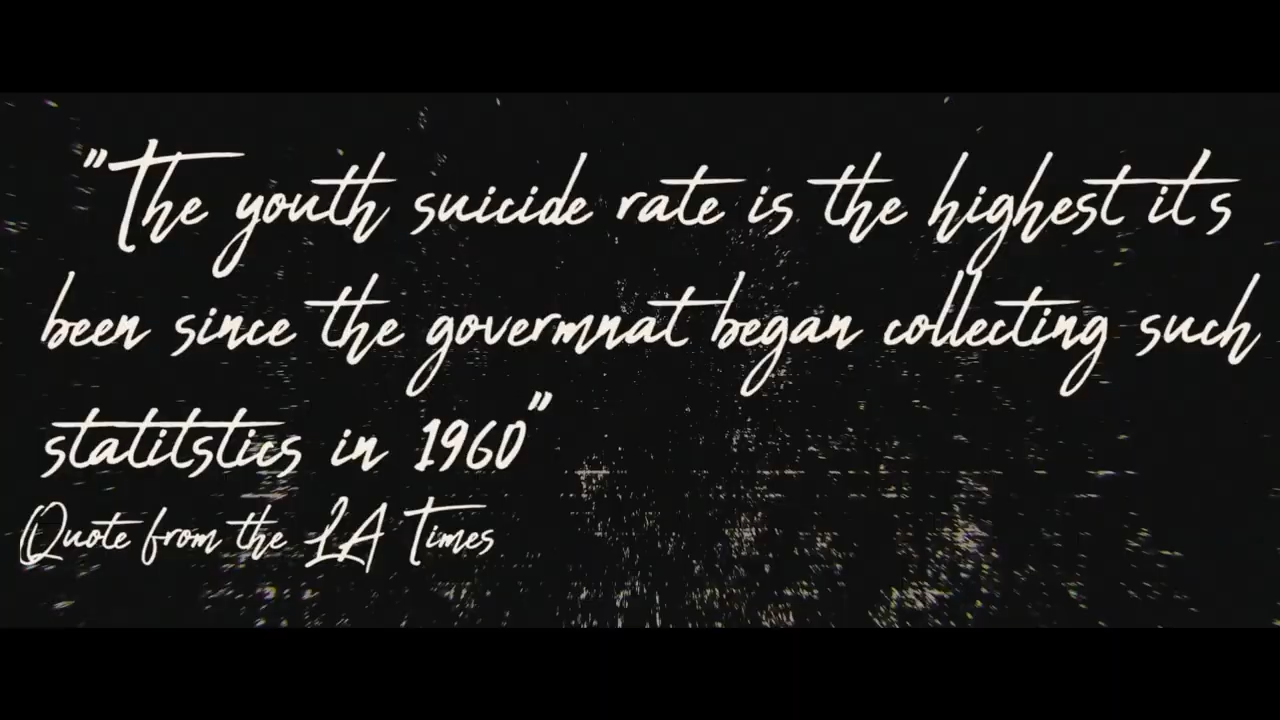 "The youth suicide rate is the highest it's
been since the govermnat began collecting such
statitstics in 1960"
Quote from the LA Times